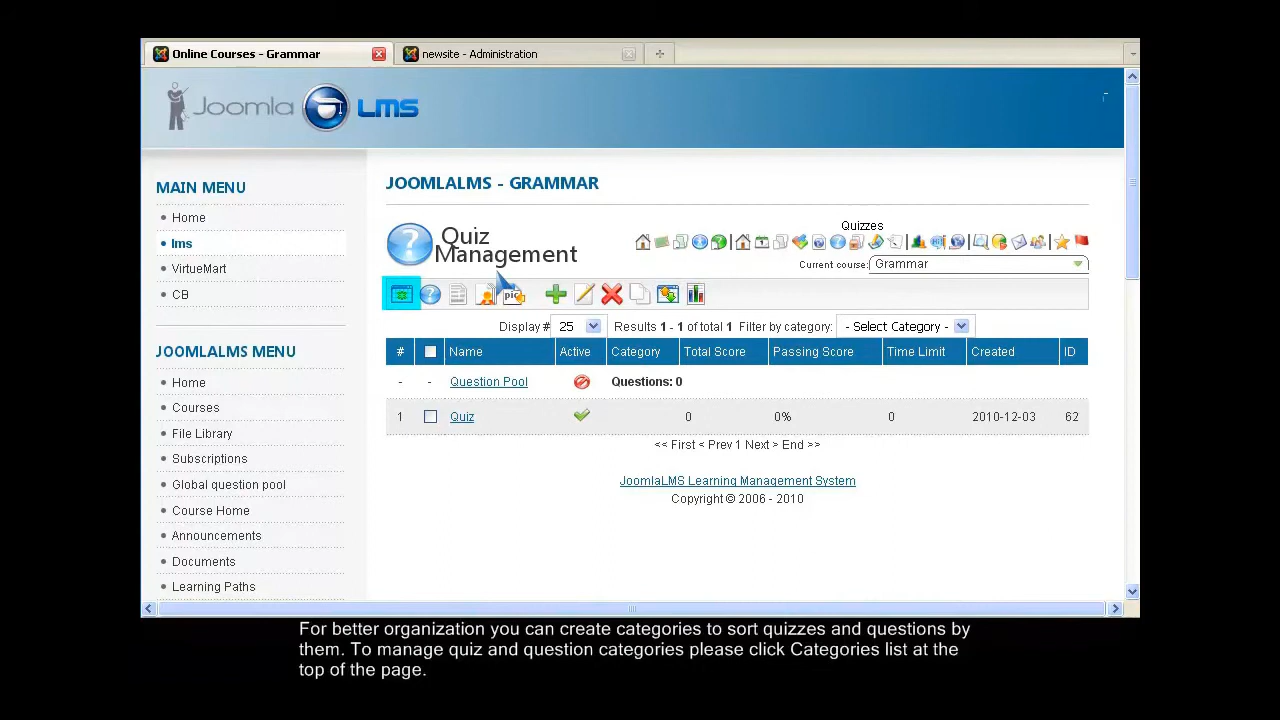 Online Courses - Grammar
newsite - Administration
Joomla LMS
MAIN MENU
Home
lms
VirtueMart
CB
JOOMLALMS MENU
Home
Courses
File Library
Subscriptions
Global question pool
Course Home
Announcements
Documents
Learning Paths
JOOMLALMS - GRAMMAR
Quiz
Management
Quizzes
Current course: Grammar
pic
Display # 25 Results 1 - 1 of total 1 Filter by category: - Select Category -
# Name Active Category Total Score Passing Score Time Limit Created ID
- - Question Pool Questions: 0
1 Quiz 0 0% 0 2010-12-03 62
<< First < Prev 1 Next > End >>
JoomlaLMS Learning Management System
Copyright © 2006 - 2010
For better organization you can create categories to sort quizzes and questions by
them. To manage quiz and question categories please click Categories list at the
top of the page.